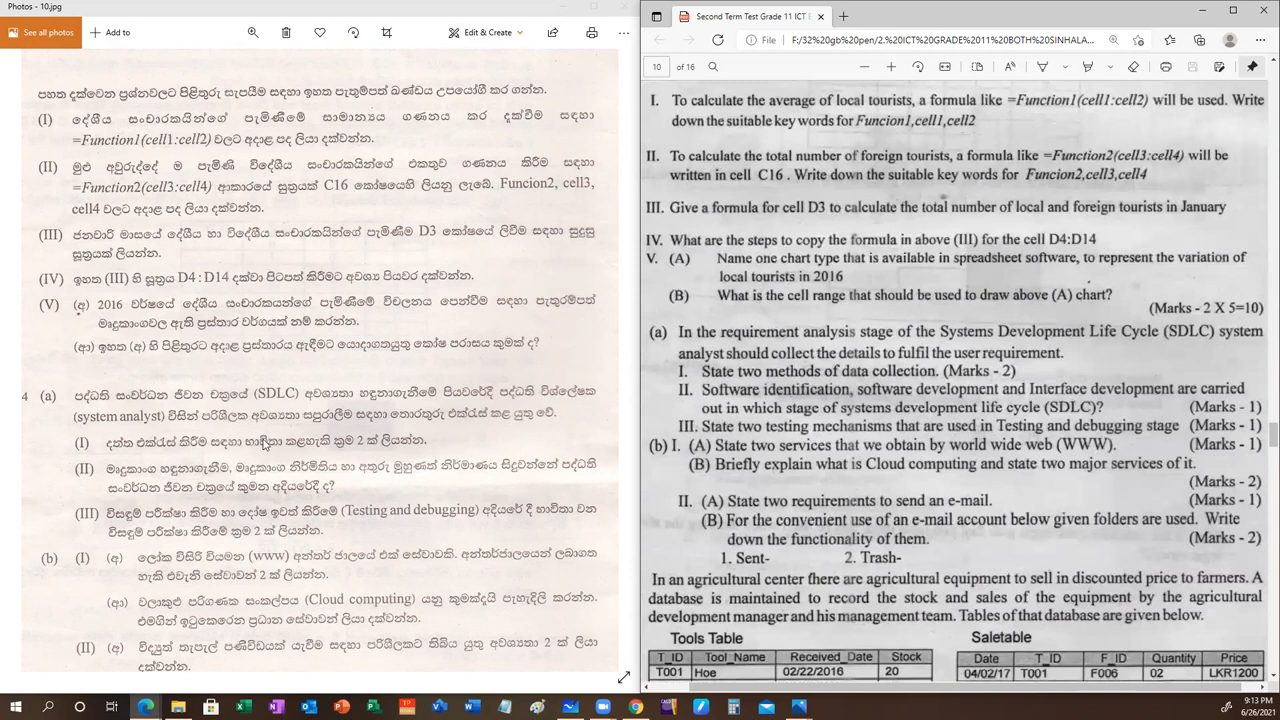 Photos - 10.jpg
See all photos
Add to
Edit & Create
පහත දක්වෙන ප්‍රශ්නවලට පිළිතුරු සැපයීම සඳහා ඉහත පැතුම්පත් ඛණ්ඩය උපයෝගී කර ගන්න.
(I) දේශීය සංචාරකයින්ගේ පැමිණීමේ සාමාන්‍යය ගණනය කර දැක්වීම සඳහා
=Function1(cell1:cell2) වලට අදාළ පද ලියා දක්වන්න.
(II) මුළු අවුරුද්දේ ම පැමිණි විදේශීය සංචාරකයින්ගේ එකතුව ගණනය කිරීම සඳහා
=Function2(cell3:cell4) ආකාරයේ සූත්‍රයක් C16 කෝෂයෙහි ලියනු ලැබේ. Funcion2, cell3,
cell4 වලට අදාළ පද ලියා දක්වන්න.
(III) ජනවාරි මාසයේ දේශීය හා විදේශීය සංචාරකයින්ගේ පැමිණීම D3 කෝෂයේ ලිවීම සඳහා සුදුසු
සූත්‍රයක් ලියන්න.
(IV) ඉහත (III) හි සූත්‍රය D4 : D14 දක්වා පිටපත් කිරීමට අවශ්‍ය පියවර දක්වන්න.
(V) (අ) 2016 වර්ෂයේ දේශීය සංචාරකයන්ගේ පැමිණීමේ විචලනය පෙන්වීම සඳහා පැතුරුම්පත්
මෘදුකාංගවල ඇති ප්‍රස්තාර වර්ගයක් නම් කරන්න.
(ආ) ඉහත (අ) හි පිළිතුරට අදාළ ප්‍රස්තාරය ඇඳීමට යොදාගතයුතු කෝෂ පරාසය කුමක් ද?
4 (a) පද්ධති සංවර්ධන ජීවන චක්‍රයේ (SDLC) අවශ්‍යතා හඳුනාගැනීමේ පියවරේදී පද්ධති විශ්ලේෂක
(system analyst) විසින් පරිශීලක අවශ්‍යතා සපුරාලීම සඳහා තොරතුරු එක්රැස් කළ යුතු වේ.
(I) දත්ත එක්රැස් කිරීම සඳහා භාවිතා කළහැකි ක්‍රම 2 ක් ලියන්න.
(II) මෘදුකාංග හඳුනාගැනීම, මෘදුකාංග නිර්මිතිය හා අතුරු මුහුණත් නිර්මාණය සිදුවන්නේ පද්ධති
සංවර්ධන ජීවන චක්‍රයේ කුමන අදියරේදී ද?
(III) විසඳුම් පරීක්ෂා කිරීම හා දෝෂ ඉවත් කිරීමේ (Testing and debugging) අදියරේ දී භාවිතා වන
විසඳුම් පරීක්ෂා කිරීමේ ක්‍රම 2 ක් ලියන්න.
(b) (I) (අ) ලෝක විසිරි වියමන (www) අන්තර් ජාලයේ එක් සේවාවකි. අන්තර්ජාලයෙන් ලබාගත
හැකි එවැනි සේවාවන් 2 ක් ලියන්න.
(ආ) වලාකුළු පරිගණක සංකල්පය (Cloud computing) යනු කුමක්දැයි පැහැදිලි කරන්න.
එමගින් ඉටුකෙරෙන ප්‍රධාන සේවාවන් ලියා දක්වන්න.
(II) (අ) විද්‍යුත් තැපැල් පණිවිඩයක් යැවීම සඳහා පරිශීලකට තිබිය යුතු අවශ්‍යතා 2 ක් ලියා
දක්වන්න.
Second Term Test Grade 11 ICT E
File F:/32%20gb%20pen/2.%20ICT%20GRADE%2011%20BOTH%20SINHALA...
10 of 16
I. To calculate the average of local tourists, a formula like =Function1(cell1:cell2) will be used. Write
down the suitable key words for Funcion1,cell1,cell2
II. To calculate the total number of foreign tourists, a formula like =Function2(cell3:cell4) will be
written in cell C16 . Write down the suitable key words for Funcion2,cell3,cell4
III. Give a formula for cell D3 to calculate the total number of local and foreign tourists in January
IV. What are the steps to copy the formula in above (III) for the cell D4:D14
V. (A) Name one chart type that is available in spreadsheet software, to represent the variation of
local tourists in 2016
(B) What is the cell range that should be used to draw above (A) chart?
(Marks - 2 X 5=10)
(a) In the requirement analysis stage of the Systems Development Life Cycle (SDLC) system
analyst should collect the details to fulfil the user requirement.
I. State two methods of data collection. (Marks - 2)
II. Software identification, software development and Interface development are carried
out in which stage of systems development life cycle (SDLC)? (Marks - 1)
III. State two testing mechanisms that are used in Testing and debugging stage (Marks - 1)
(b) I. (A) State two services that we obtain by world wide web (WWW). (Marks - 1)
(B) Briefly explain what is Cloud computing and state two major services of it.
(Marks - 2)
II. (A) State two requirements to send an e-mail. (Marks - 1)
(B) For the convenient use of an e-mail account below given folders are used. Write
down the functionality of them. (Marks - 2)
1. Sent- 2. Trash-
In an agricultural center there are agricultural equipment to sell in discounted price to farmers. A
database is maintained to record the stock and sales of the equipment by the agricultural
development manager and his management team. Tables of that database are given below.
Tools Table Saletable
T_ID Tool_Name Received_Date Stock Date T_ID F_ID Quantity Price
T001 Hoe 02/22/2016 20 04/02/17 T001 F006 02 LKR1200
9:13 PM
6/26/2021